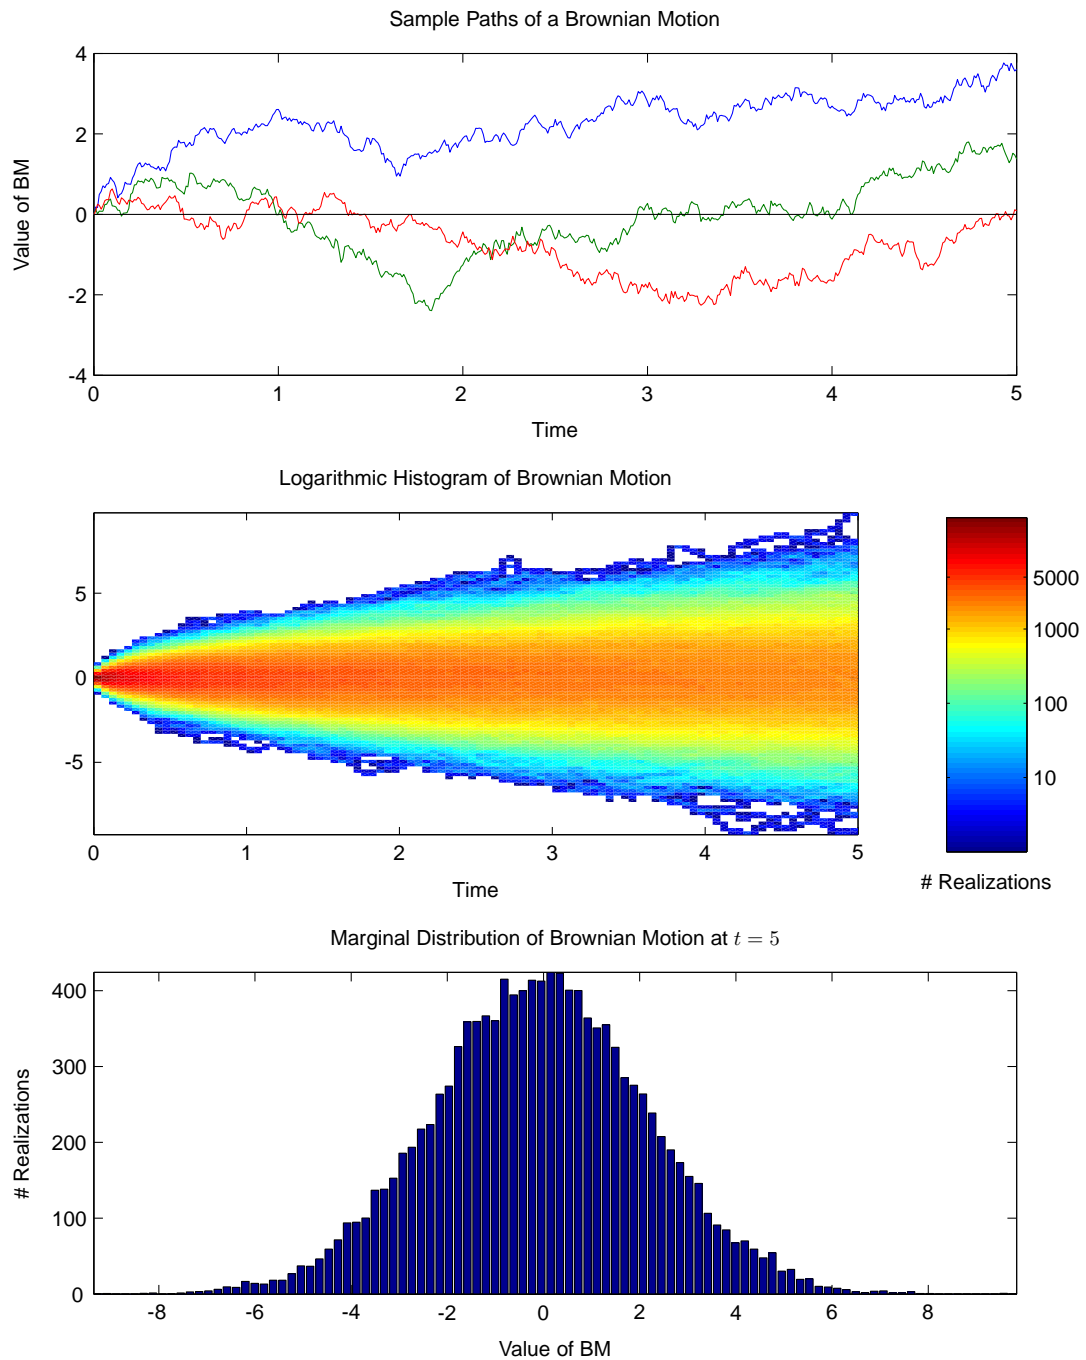 Sample Paths of a Brownian Motion
4
2
0
-2
-4
Value of BM
0 1 2 3 4 5
Time
Logarithmic Histogram of Brownian Motion
5
0
-5
0 1 2 3 4 5
Time
5000
1000
100
10
# Realizations
Marginal Distribution of Brownian Motion at t = 5
400
300
200
100
0
# Realizations
-8 -6 -4 -2 0 2 4 6 8
Value of BM